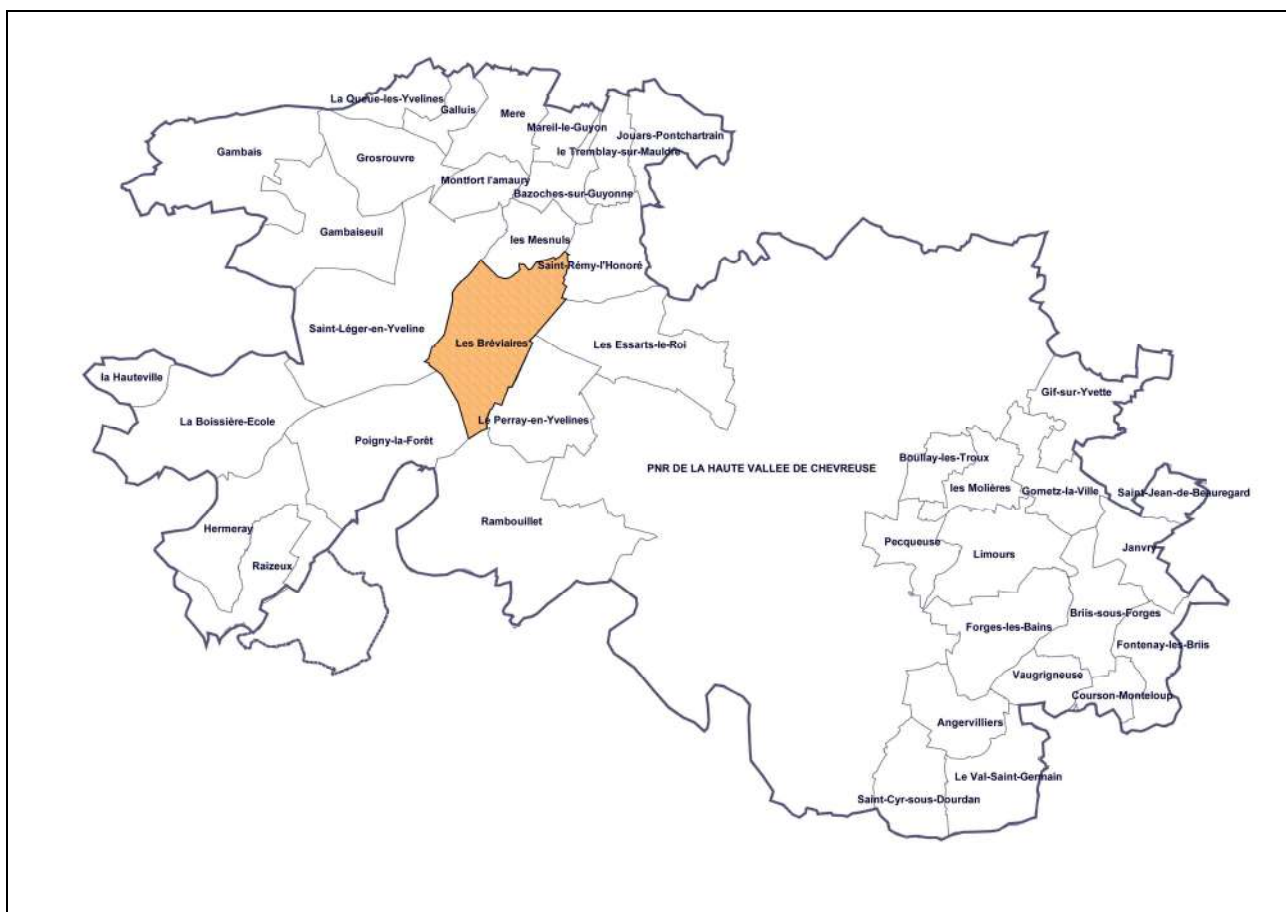 La Queue-les-Yvelines
Galluis
Mere
Mareil-le-Guyon
Jouars-Pontchartrain
Gambais
Grosrouvre
le Tremblay-sur-Mauldre
Montfort l'amaury
Bazoches-sur-Guyonne
Gambaiseuil
les Mesnuls
Saint-Rémy-l'Honoré
Saint-Léger-en-Yveline
Les Bréviaires
Les Essarts-le-Roi
la Hauteville
Gif-sur-Yvette
La Boissière-Ecole
Le Perray-en-Yvelines
Poigny-la-Forêt
Boullay-les-Troux
PNR DE LA HAUTE VALLEE DE CHEVREUSE
les Molières
Gometz-la-Ville
Saint-Jean-de-Beauregard
Rambouillet
Hermeray
Pecqueuse
Janvry
Limours
Raizeux
Briis-sous-Forges
Forges-les-Bains
Fontenay-les-Briis
Vaugrigneuse
Courson-Monteloup
Angervilliers
Le Val-Saint-Germain
Saint-Cyr-sous-Dourdan